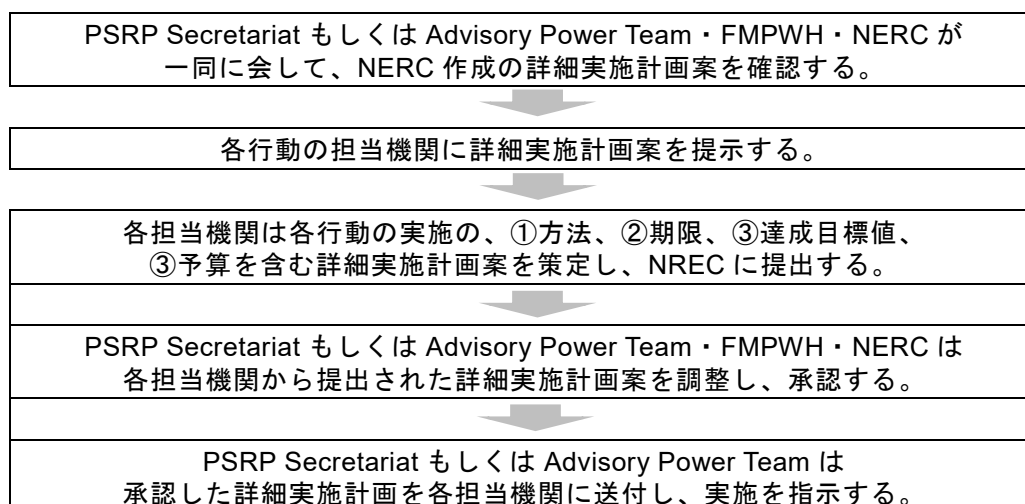 PSRP Secretariat もしくは Advisory Power Team・FMPWH・NERC が
一同に会して、NERC 作成の詳細実施計画案を確認する。
各行動の担当機関に詳細実施計画案を提示する。
各担当機関は各行動の実施の、①方法、②期限、③達成目標値、
③予算を含む詳細実施計画案を策定し、NREC に提出する。
PSRP Secretariat もしくは Advisory Power Team・FMPWH・NERC は
各担当機関から提出された詳細実施計画案を調整し、承認する。
PSRP Secretariat もしくは Advisory Power Team は
承認した詳細実施計画を各担当機関に送付し、実施を指示する。